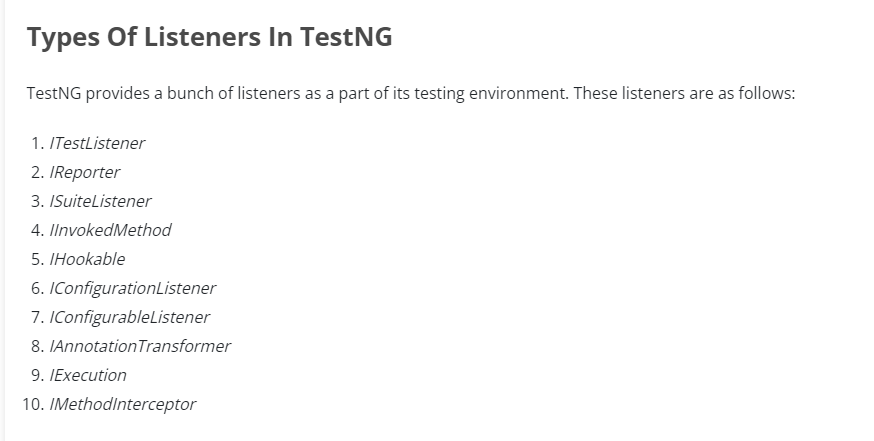 Types Of Listeners In TestNG
TestNG provides a bunch of listeners as a part of its testing environment. These listeners are as follows:
1. ITestListener
2. IReporter
3. ISuiteListener
4. IInvokedMethod
5. IHookable
6. IConfigurationListener
7. IConfigurableListener
8. IAnnotationTransformer
9. IExecution
10. IMethodInterceptor